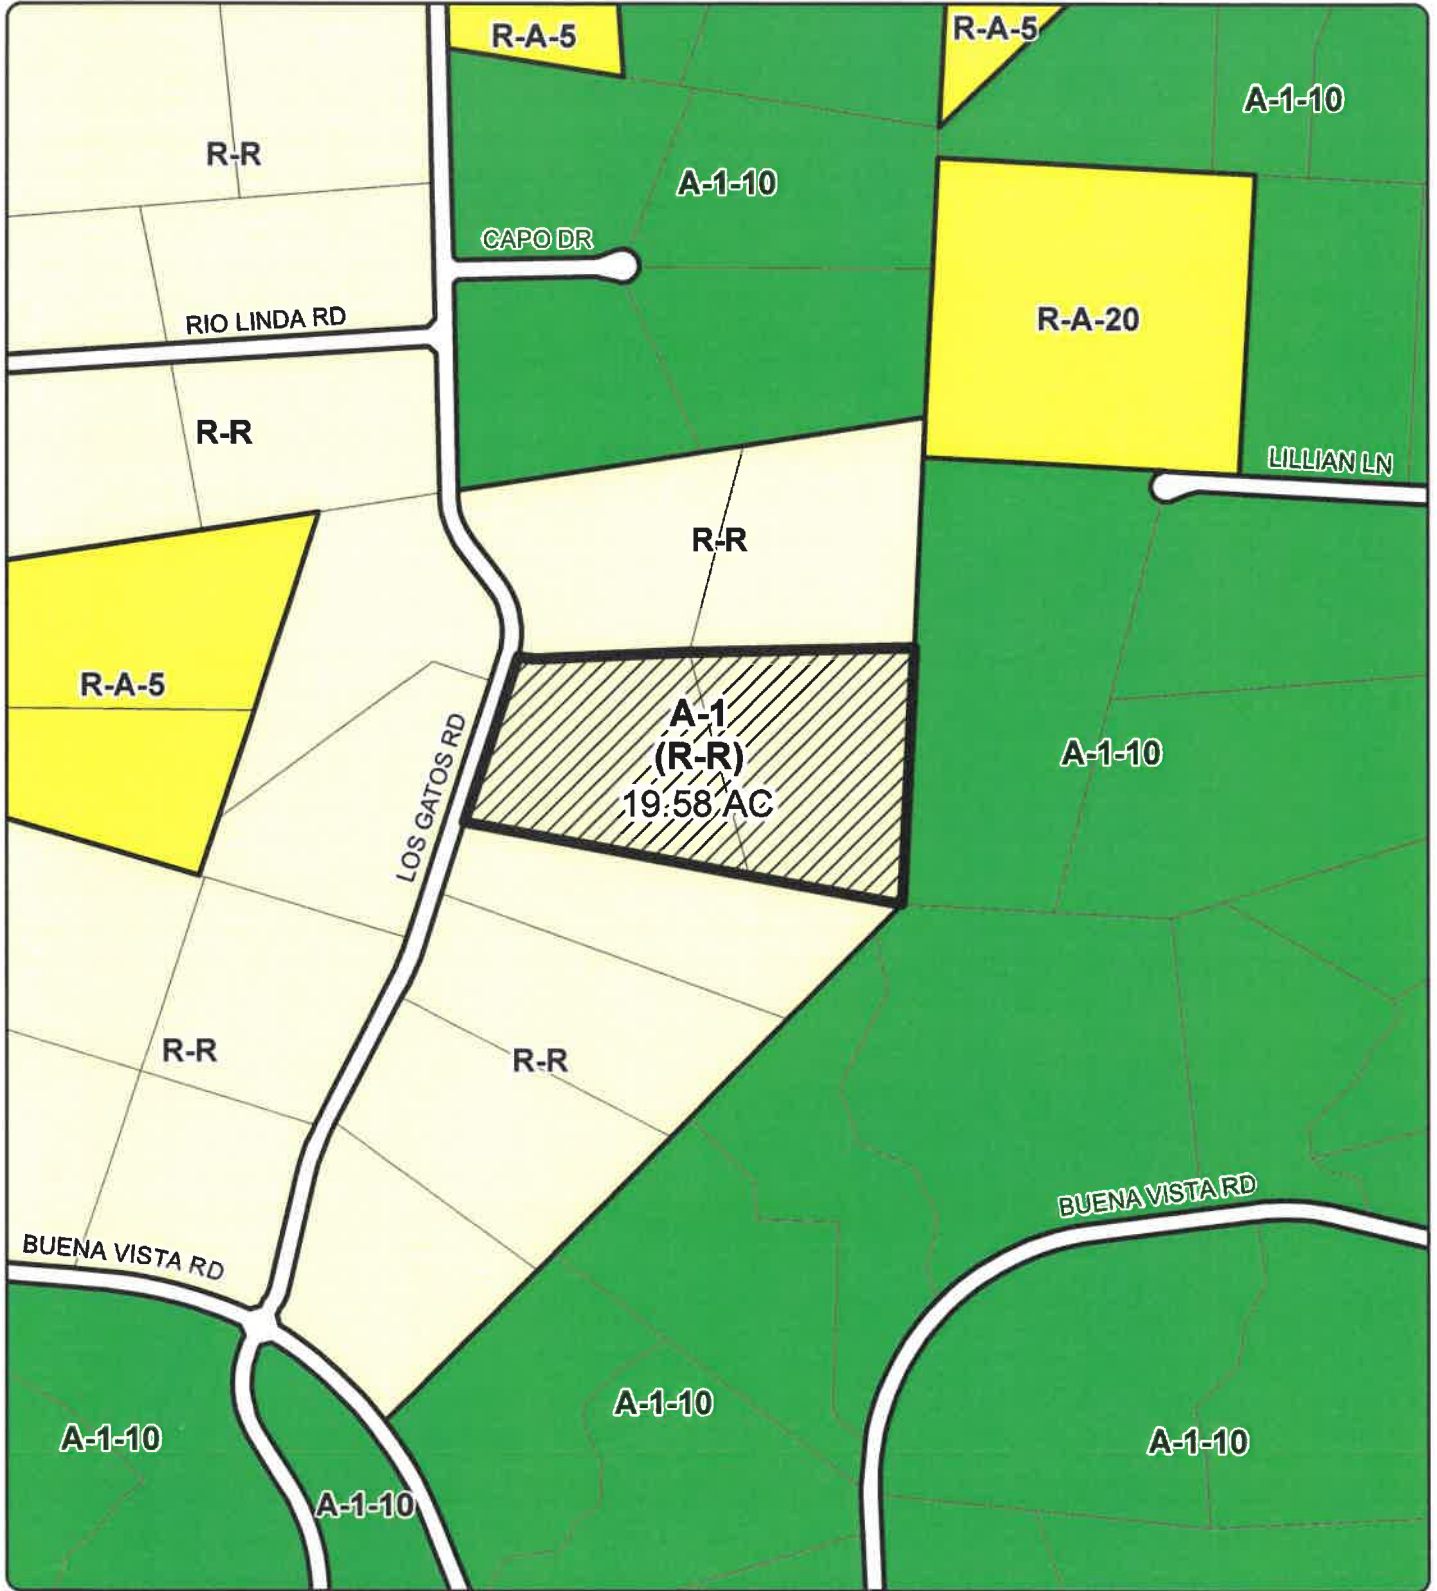 R-A-5
R-A-5
A-1-10
R-R
A-1-10
CAPO DR
RIO LINDA RD
R-A-20
R-R
LILLIAN LN
R-R
R-A-5
A-1
(R-R)
19.58 AC
LOS GATOS RD
A-1-10
R-R
R-R
BUENA VISTA RD
BUENA VISTA RD
A-1-10
A-1-10
A-1-10
A-1-10